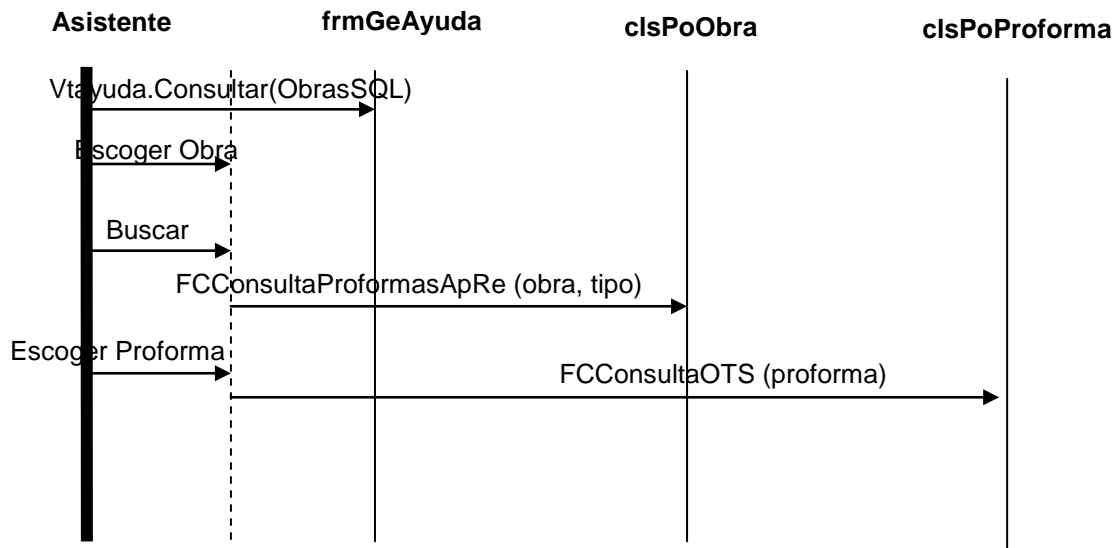 Asistente
frmGeAyuda
clsPoObra
clsPoProforma
Vtayuda.Consultar(ObrasSQL)
Escoger Obra
Buscar
FCConsultaProformasApRe (obra, tipo)
Escoger Proforma
FCConsultaOTS (proforma)